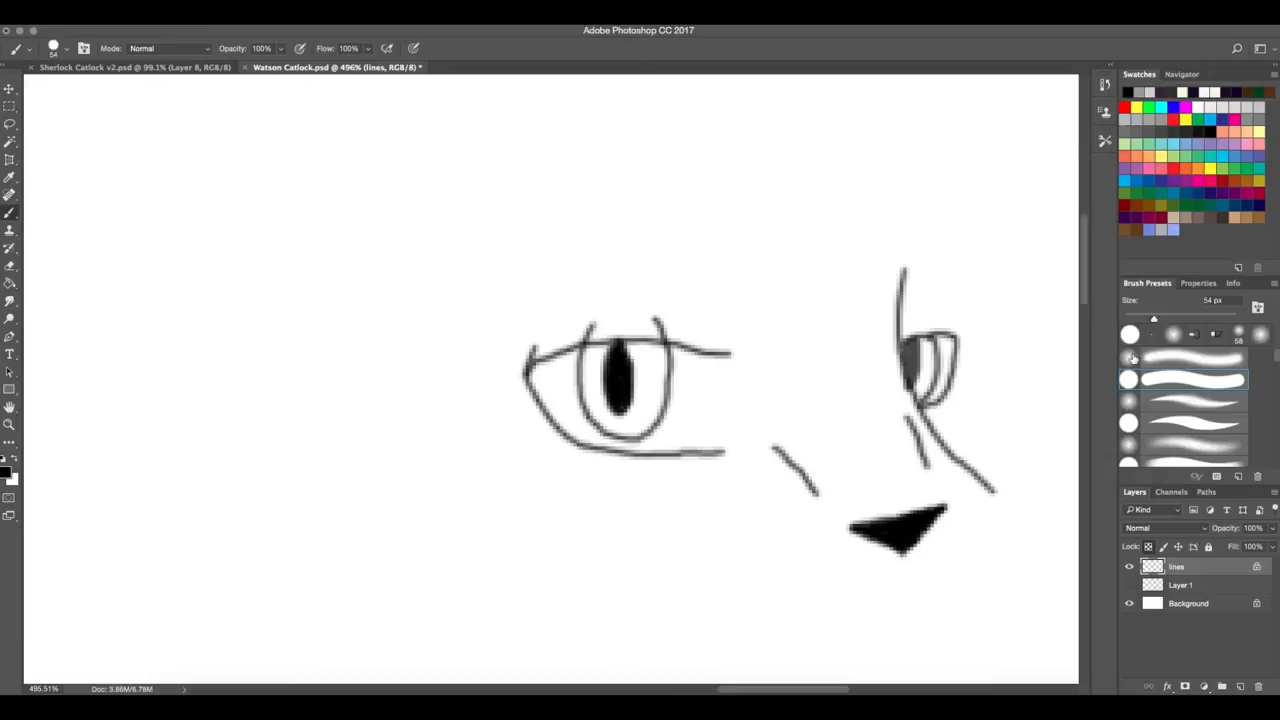 Adobe Photoshop CC 2017
54 Mode: Normal Opacity: 100% Flow: 100%
Sherlock Catlock v2.psd @ 99.1% (Layer 8, RGB/8) Watson Catlock.psd @ 496% (lines, RGB/8) *
Swatches Navigator
Brush Presets Properties Info
Size: 54 px
58
Layers Channels Paths
Kind
Normal Opacity: 100%
Lock: Fill: 100%
lines
Layer 1
Background
495.51% Doc: 3.86M/6.78M